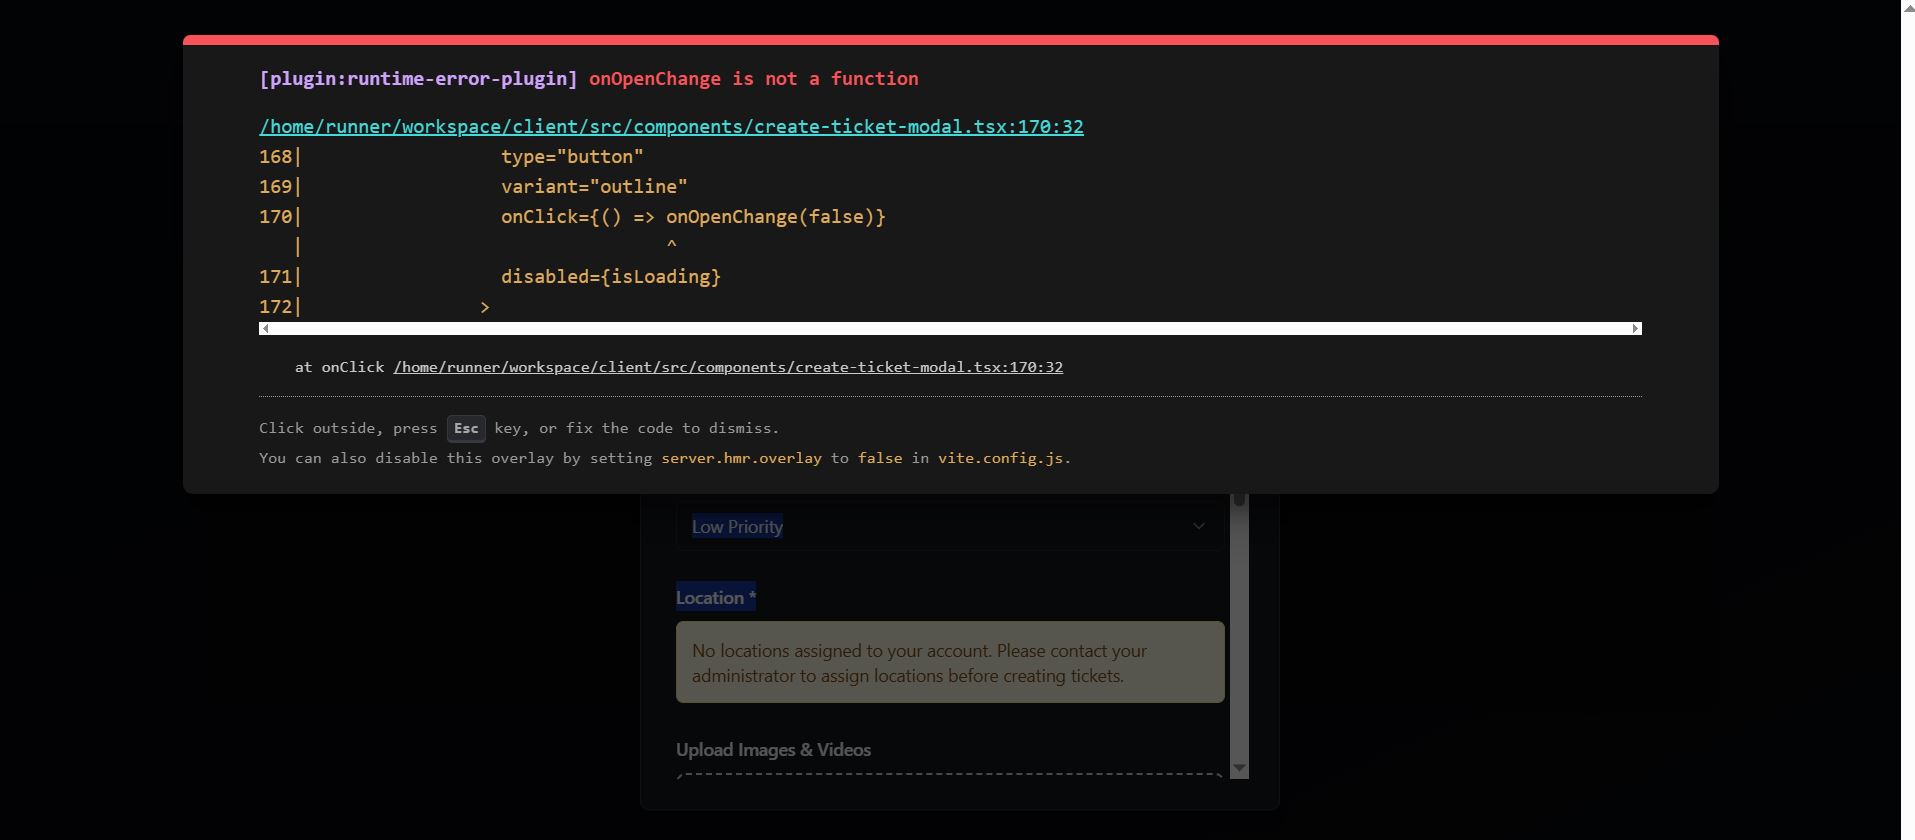 [plugin:runtime-error-plugin] onOpenChange is not a function
/home/runner/workspace/client/src/components/create-ticket-modal.tsx:170:32
168|                  type="button"
169|                  variant="outline"
170|                  onClick={() => onOpenChange(false)}
   |                                 ^
171|                  disabled={isLoading}
172|                >
at onClick /home/runner/workspace/client/src/components/create-ticket-modal.tsx:170:32
Click outside, press Esc key, or fix the code to dismiss.
You can also disable this overlay by setting server.hmr.overlay to false in vite.config.js.
Low Priority
Location *
No locations assigned to your account. Please contact your
administrator to assign locations before creating tickets.
Upload Images & Videos